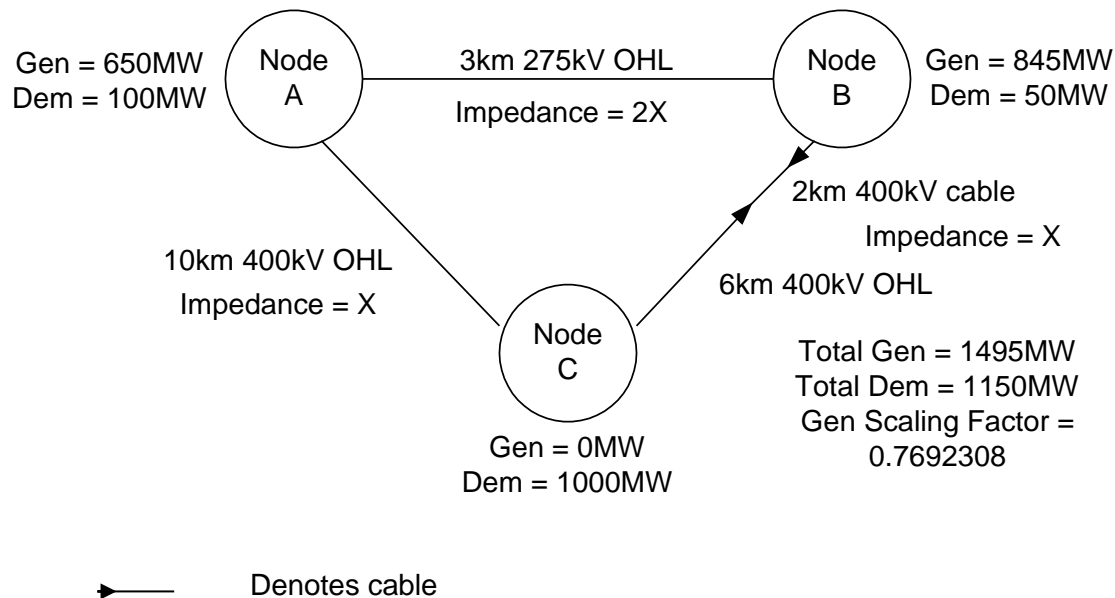 Gen = 650MW
Dem = 100MW
Node
A
3km 275kV OHL
Impedance = 2X
Node
B
Gen = 845MW
Dem = 50MW
2km 400kV cable
Impedance = X
10km 400kV OHL
Impedance = X
6km 400kV OHL
Node
C
Total Gen = 1495MW
Total Dem = 1150MW
Gen Scaling Factor =
0.7692308
Gen = 0MW
Dem = 1000MW
Denotes cable